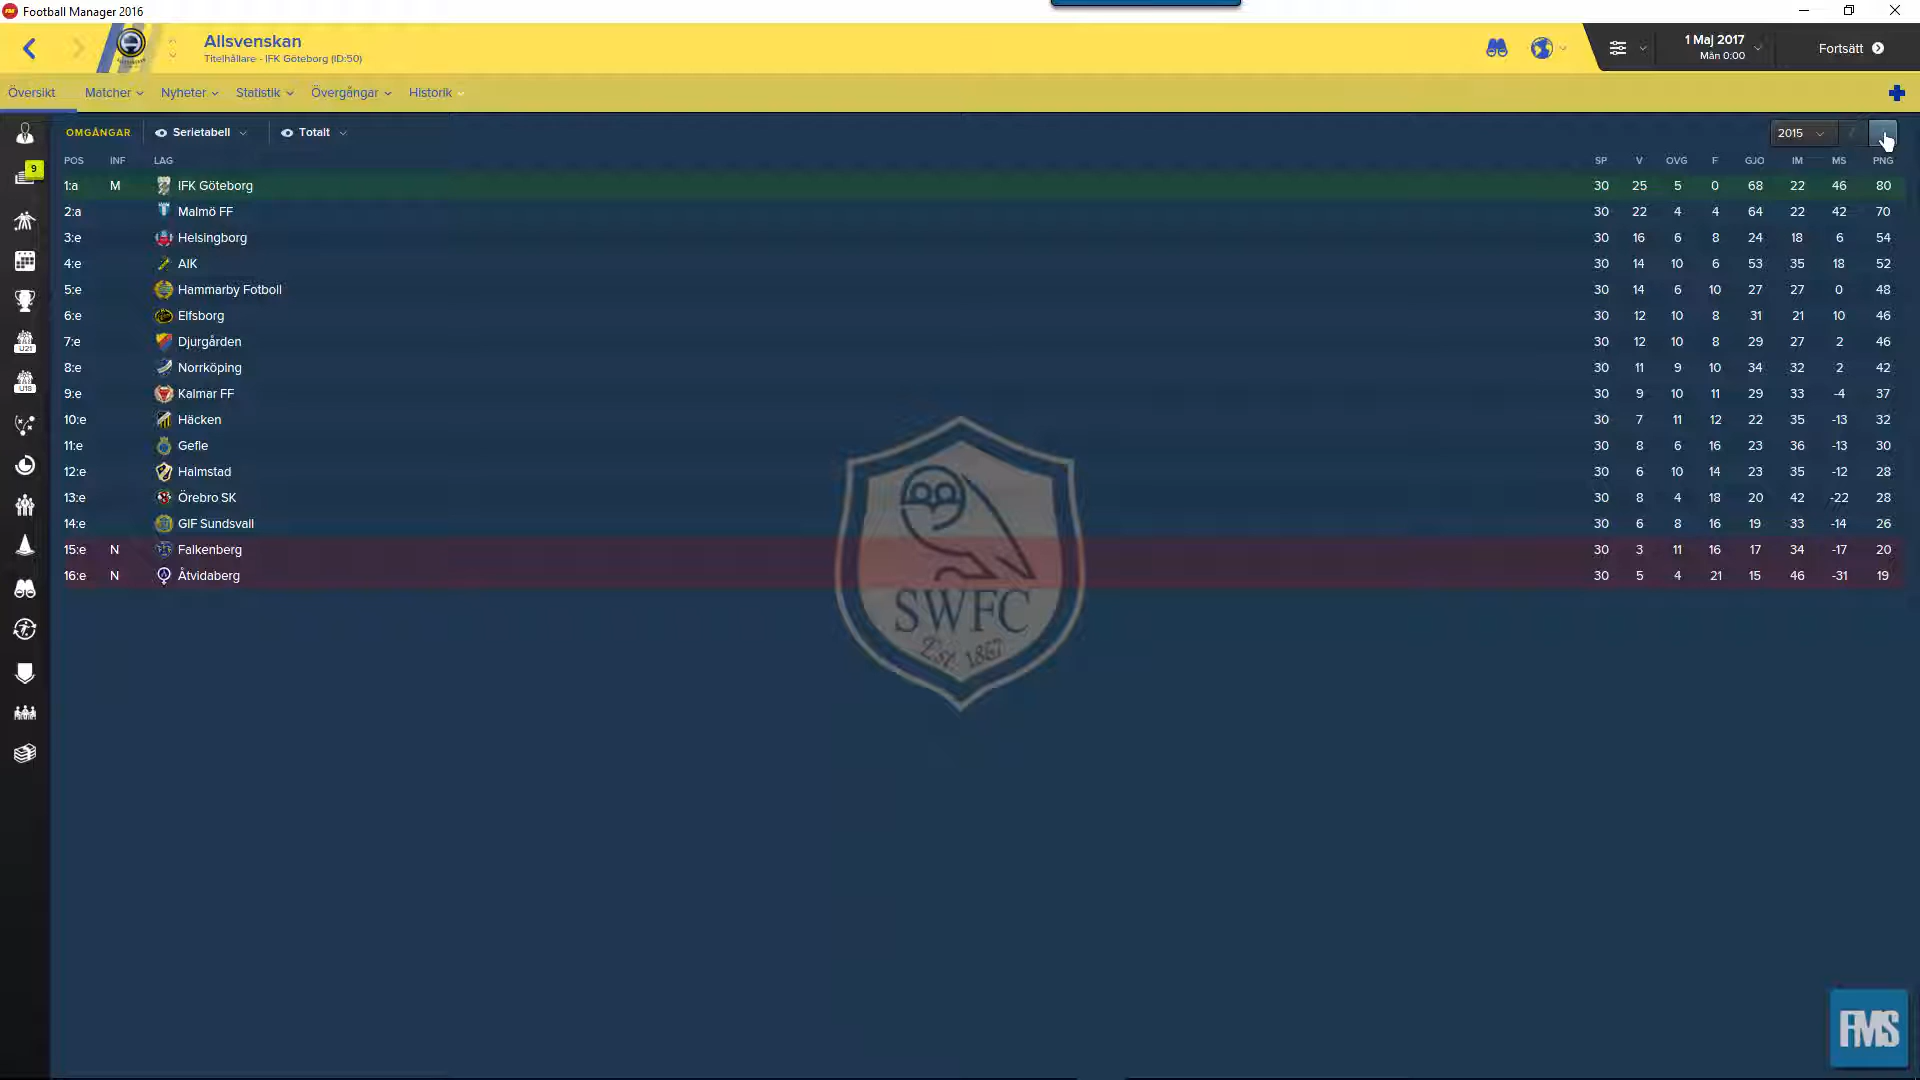 Football Manager 2016
Allsvenskan
Titelhållare - IFK Göteborg (ID:50)
1 Maj 2017
Mån 0:00
Fortsätt
Översikt Matcher Nyheter Statistik Övergångar Historik
OMGÅNGAR Serietabell Totalt 2015
POS INF LAG SP V OVG F GJO IM MS PNG
1:a M IFK Göteborg 30 25 5 0 68 22 46 80
2:a Malmö FF 30 22 4 4 64 22 42 70
3:e Helsingborg 30 16 6 8 24 18 6 54
4:e AIK 30 14 10 6 53 35 18 52
5:e Hammarby Fotboll 30 14 6 10 27 27 0 48
6:e Elfsborg 30 12 10 8 31 21 10 46
7:e Djurgården 30 12 10 8 29 27 2 46
8:e Norrköping 30 11 9 10 34 32 2 42
9:e Kalmar FF 30 9 10 11 29 33 -4 37
10:e Häcken 30 7 11 12 22 35 -13 32
11:e Gefle 30 8 6 16 23 36 -13 30
12:e Halmstad 30 6 10 14 23 35 -12 28
13:e Örebro SK 30 8 4 18 20 42 -22 28
14:e GIF Sundsvall 30 6 8 16 19 33 -14 26
15:e N Falkenberg 30 3 11 16 17 34 -17 20
16:e N Åtvidaberg 30 5 4 21 15 46 -31 19
9
U21
U18
SWFC
Est. 1867
FMS